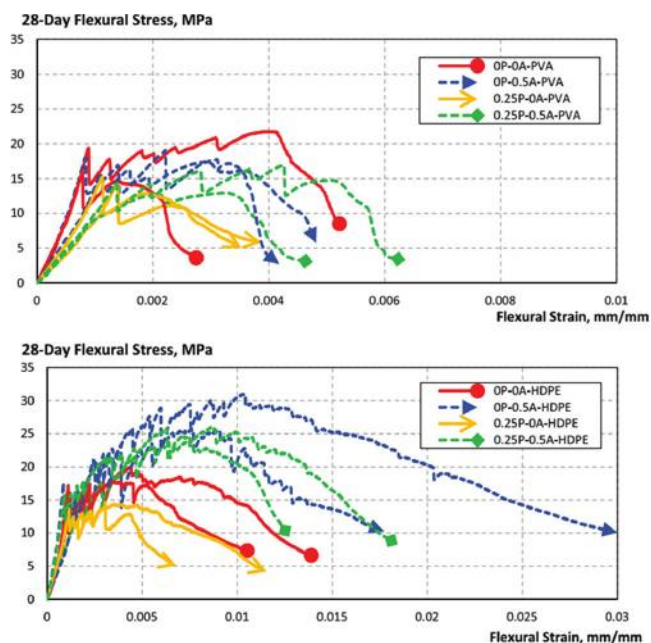 28-Day Flexural Stress, MPa
35
30
25
20
15
10
5
0
0P-0A-PVA
0P-0.5A-PVA
0.25P-0A-PVA
0.25P-0.5A-PVA
0 0.002 0.004 0.006 0.008 0.01
Flexural Strain, mm/mm
28-Day Flexural Stress, MPa
35
30
25
20
15
10
5
0
0P-0A-HDPE
0P-0.5A-HDPE
0.25P-0A-HDPE
0.25P-0.5A-HDPE
0 0.005 0.01 0.015 0.02 0.025 0.03
Flexural Strain, mm/mm